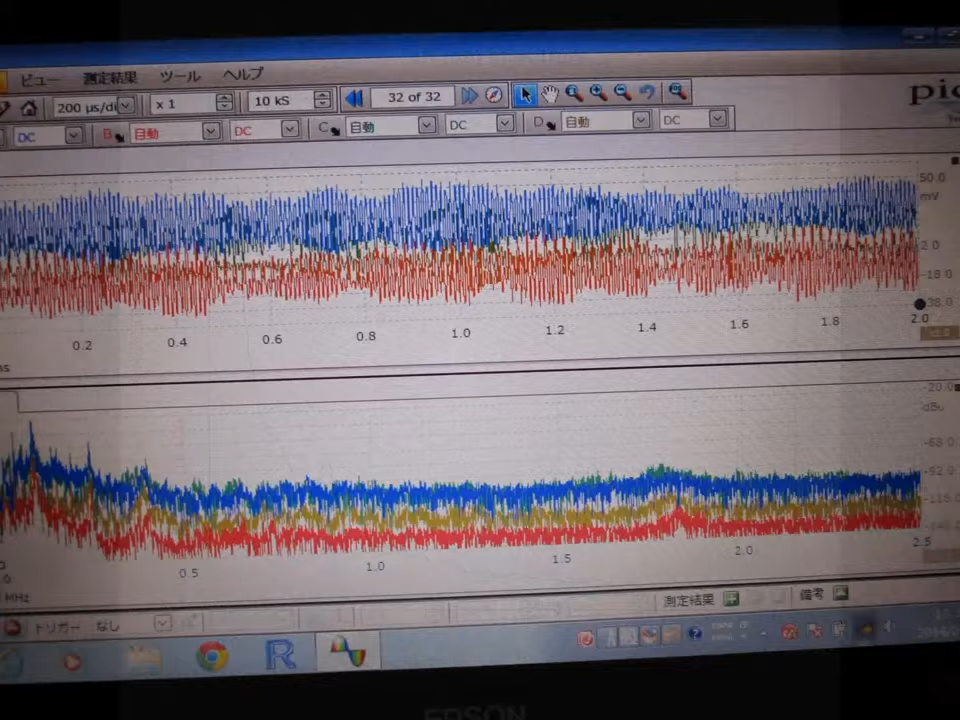 ビュー 測定結果 ツール ヘルプ
200 µs/di x 1 10 kS 32 of 32
pic
DC B 自動 DC C 自動 DC D 自動 DC
50.0
mV
2.0
-18.0
-38.0
0.2 0.4 0.6 0.8 1.0 1.2 1.4 1.6 1.8 2.0
-20.0
dBu
-68.0
-92.0
-116.0
0.5 1.0 1.5 2.0 2.5
MHz
測定結果 備考
トリガー なし
EPSON